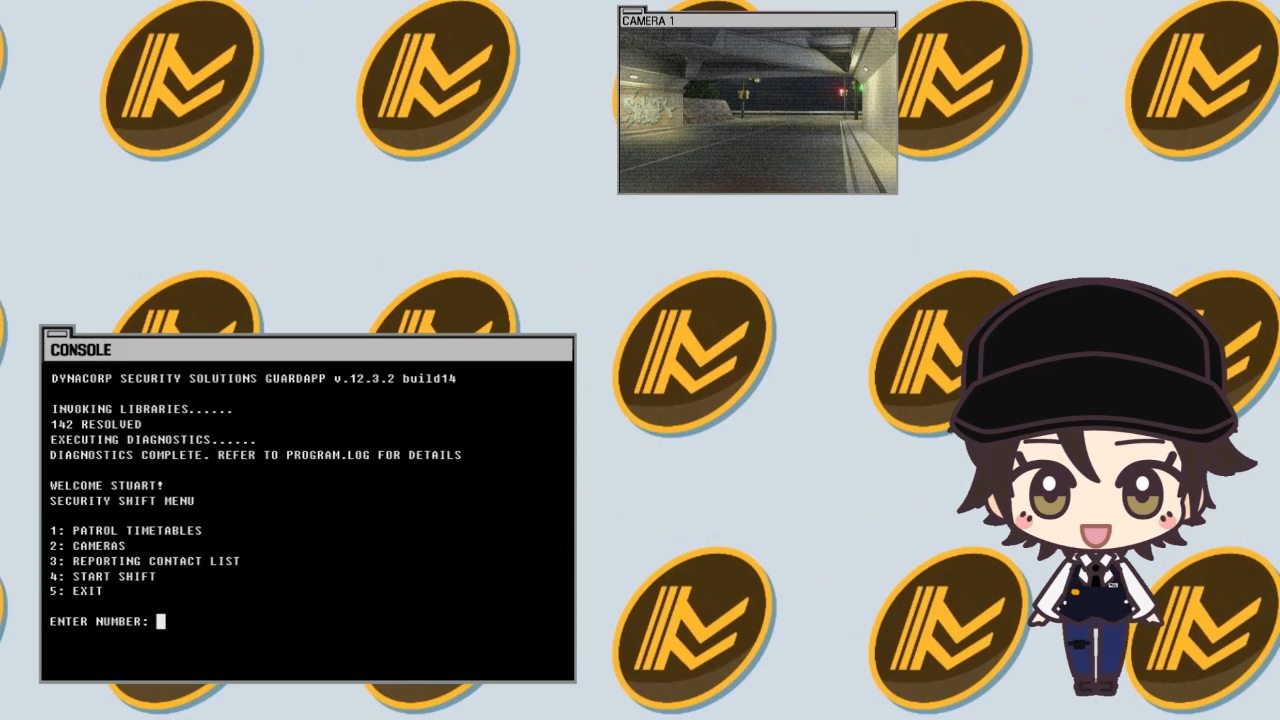 CAMERA 1
CONSOLE
DYNACORP SECURITY SOLUTIONS GUARDAPP v.12.3.2 build14
INVOKING LIBRARIES......
142 RESOLVED
EXECUTING DIAGNOSTICS......
DIAGNOSTICS COMPLETE. REFER TO PROGRAM.LOG FOR DETAILS
WELCOME STUART!
SECURITY SHIFT MENU
1: PATROL TIMETABLES
2: CAMERAS
3: REPORTING CONTACT LIST
4: START SHIFT
5: EXIT
ENTER NUMBER: